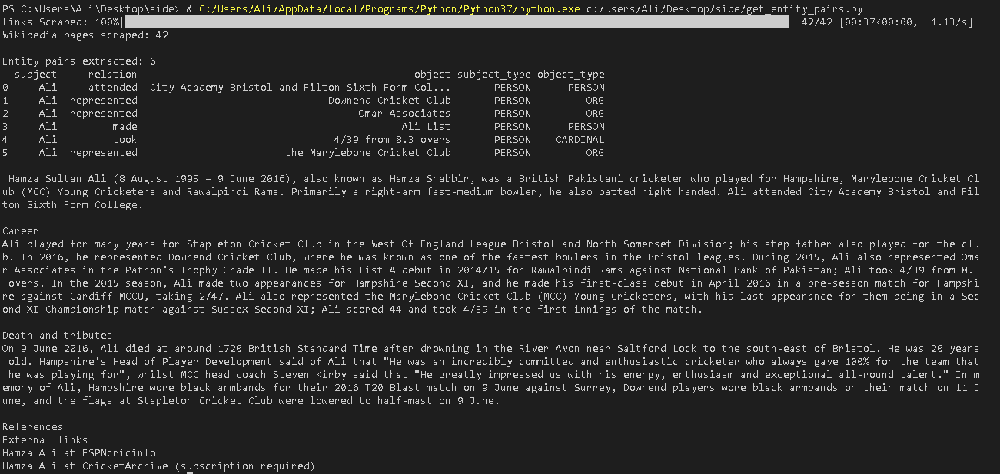 PS C:\Users\Ali\Desktop\side> & C:/Users/Ali/AppData/Local/Programs/Python/Python37/python.exe c:/Users/Ali/Desktop/side/get_entity_pairs.py
Links Scraped: 100%| | 42/42 [00:37<00:00, 1.13/s]
Wikipedia pages scraped: 42
Entity pairs extracted: 6
subject relation object subject_type object_type
0 Ali attended City Academy Bristol and Filton Sixth Form Col... PERSON PERSON
1 Ali represented Downend Cricket Club PERSON ORG
2 Ali represented Omar Associates PERSON ORG
3 Ali made Ali List PERSON PERSON
4 Ali took 4/39 from 8.3 overs PERSON CARDINAL
5 Ali represented the Marylebone Cricket Club PERSON ORG
Hamza Sultan Ali (8 August 1995 – 9 June 2016), also known as Hamza Shabbir, was a British Pakistani cricketer who played for Hampshire, Marylebone Cricket Cl
ub (MCC) Young Cricketers and Rawalpindi Rams. Primarily a right-arm fast-medium bowler, he also batted right handed. Ali attended City Academy Bristol and Fil
ton Sixth Form College.
Career
Ali played for many years for Stapleton Cricket Club in the West Of England League Bristol and North Somerset Division; his step father also played for the clu
b. In 2016, he represented Downend Cricket Club, where he was known as one of the fastest bowlers in the Bristol leagues. During 2015, Ali also represented Oma
r Associates in the Patron's Trophy Grade II. He made his List A debut in 2014/15 for Rawalpindi Rams against National Bank of Pakistan; Ali took 4/39 from 8.3
overs. In the 2015 season, Ali made two appearances for Hampshire Second XI, and he made his first-class debut in April 2016 in a pre-season match for Hampshi
re against Cardiff MCCU, taking 2/47. Ali also represented the Marylebone Cricket Club (MCC) Young Cricketers, with his last appearance for them being in a Sec
ond XI Championship match against Sussex Second XI; Ali scored 44 and took 4/39 in the first innings of the match.
Death and tributes
On 9 June 2016, Ali died at around 1720 British Standard Time after drowning in the River Avon near Saltford Lock to the south-east of Bristol. He was 20 years
old. Hampshire's Head of Player Development said of Ali that "He was an incredibly committed and enthusiastic cricketer who always gave 100% for the team that
he was playing for", whilst MCC head coach Steven Kirby said that "He greatly impressed us with his energy, enthusiasm and exceptional all-round talent." In m
emory of Ali, Hampshire wore black armbands for their 2016 T20 Blast match on 9 June against Surrey, Downend players wore black armbands on their match on 11 J
une, and the flags at Stapleton Cricket Club were lowered to half-mast on 9 June.
References
External links
Hamza Ali at ESPNcricinfo
Hamza Ali at CricketArchive (subscription required)